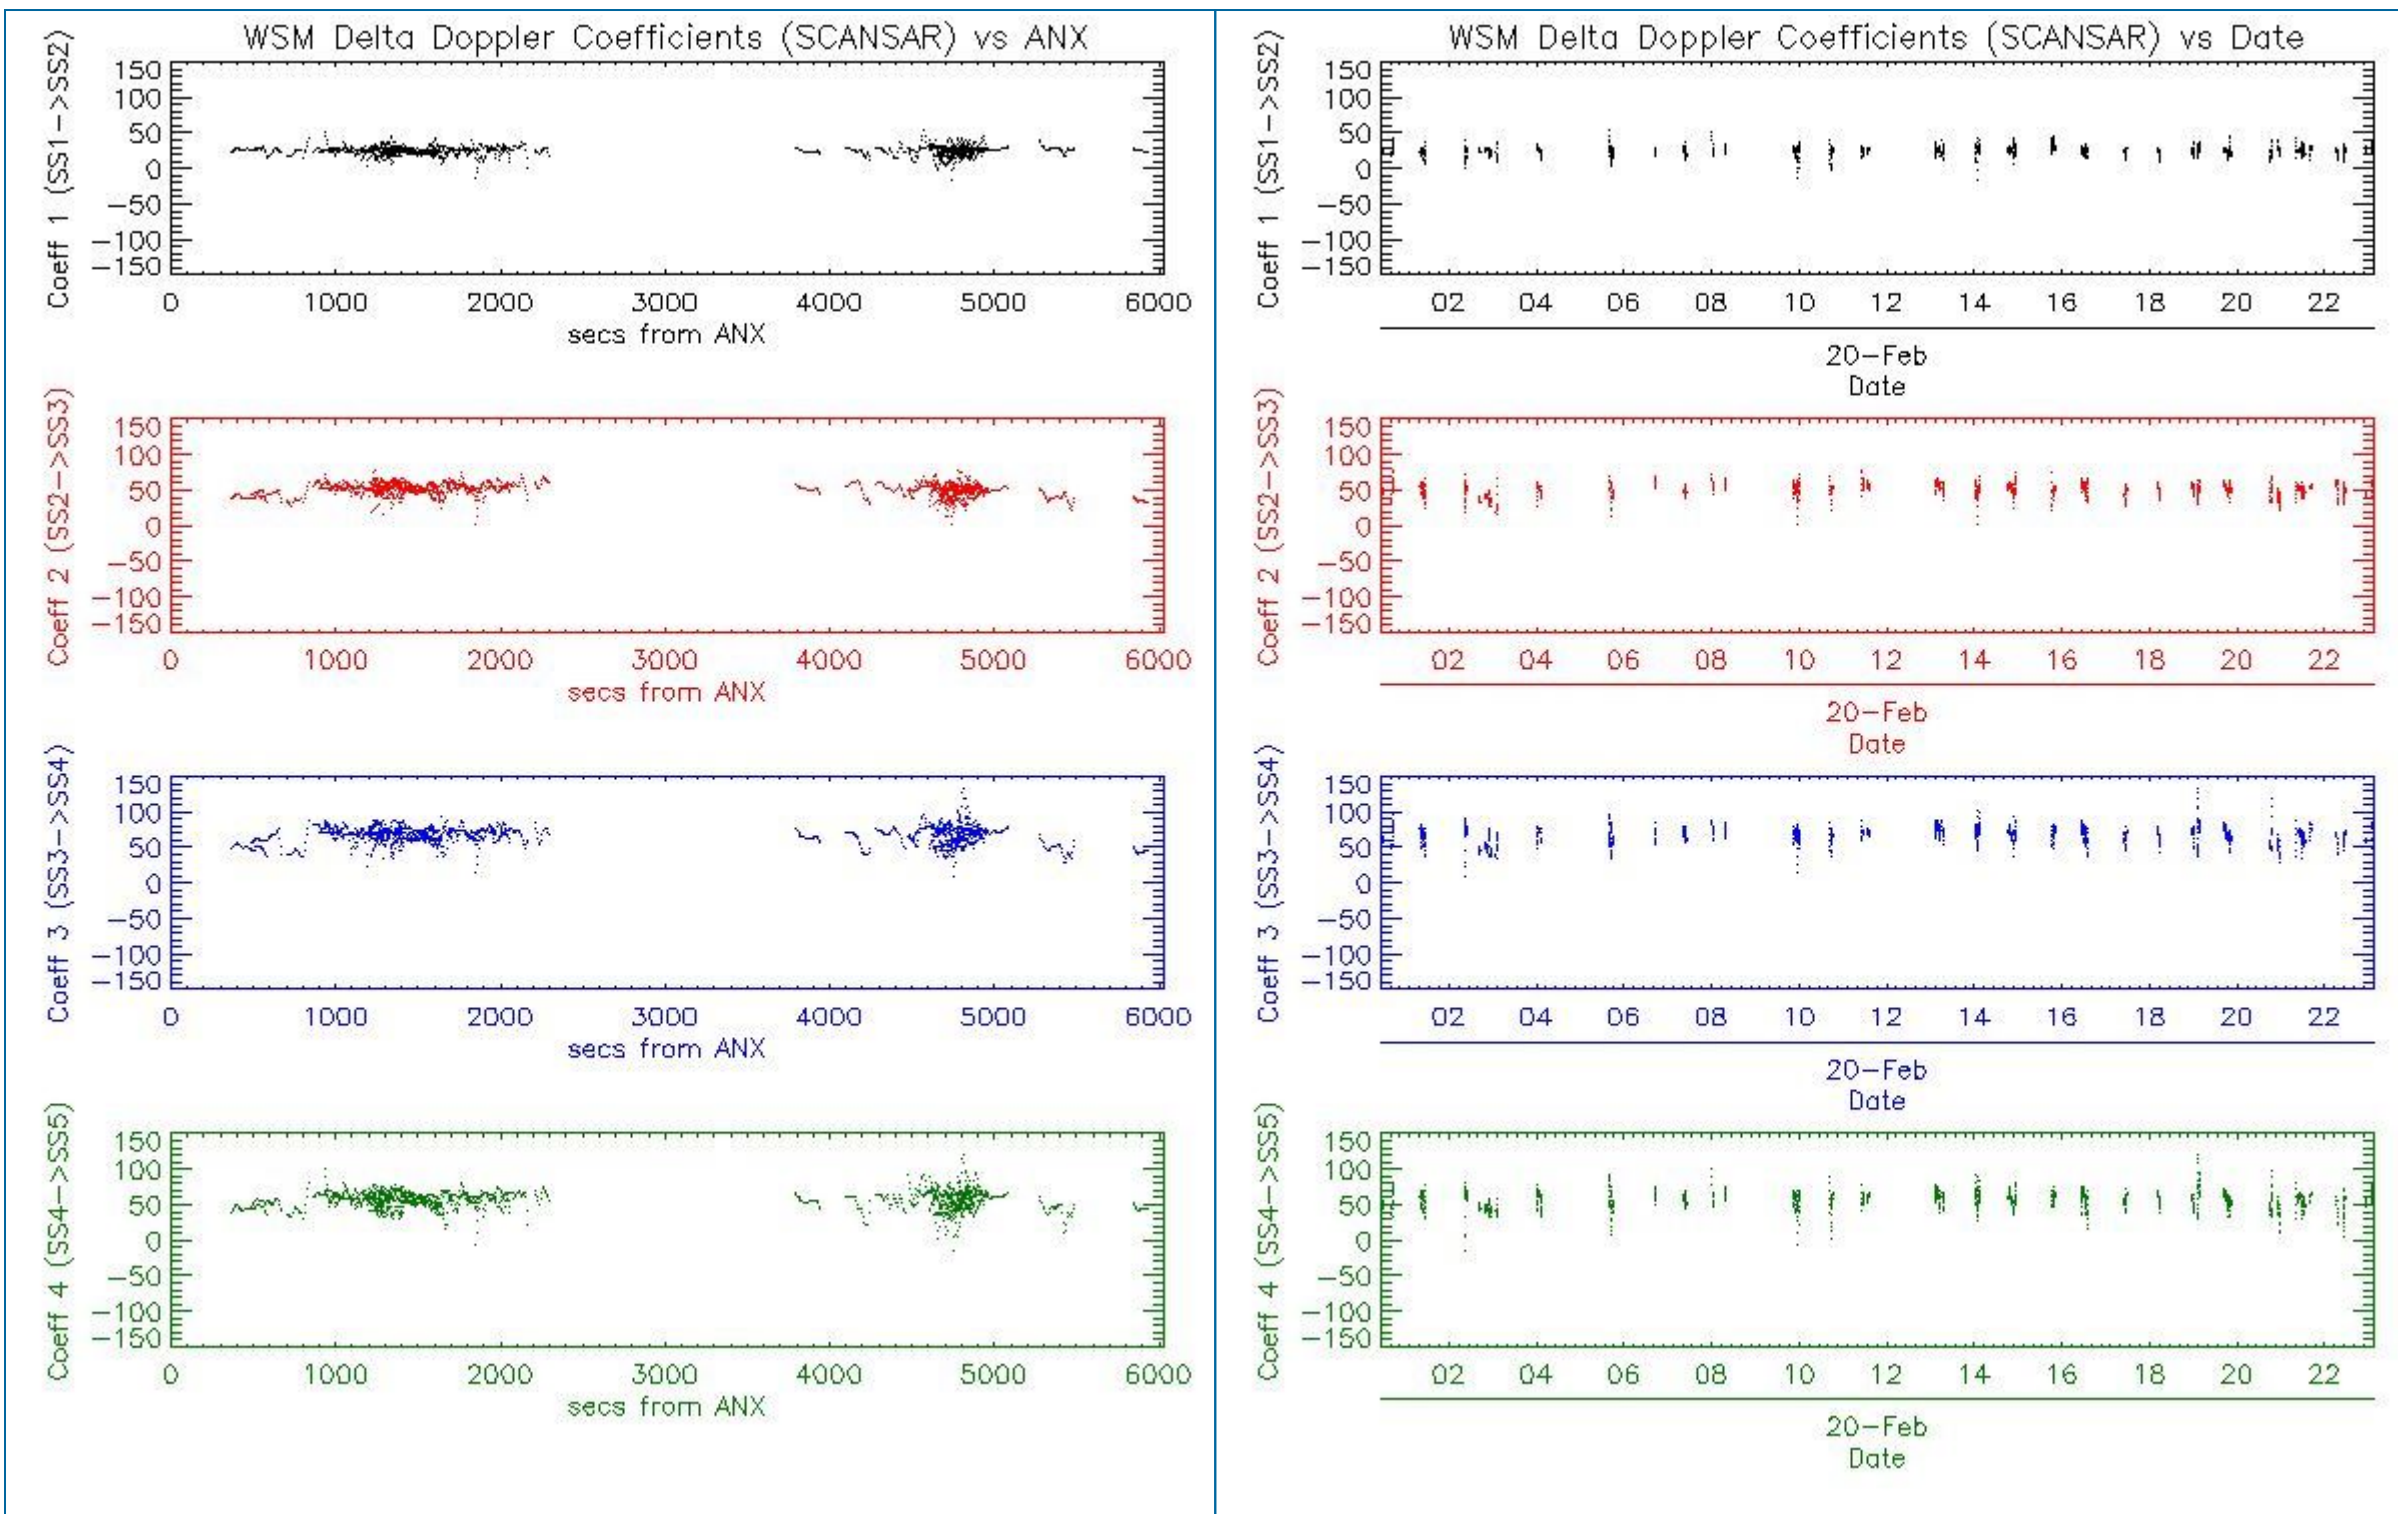 WSM Delta Doppler Coefficients (SCANSAR) vs ANX
Coeff 1 (SS1->SS2)
150
100
50
0
-50
-100
-150
0 1000 2000 3000 4000 5000 6000
secs from ANX
Coeff 2 (SS2->SS3)
150
100
50
0
-50
-100
-150
0 1000 2000 3000 4000 5000 6000
secs from ANX
Coeff 3 (SS3->SS4)
150
100
50
0
-50
-100
-150
0 1000 2000 3000 4000 5000 6000
secs from ANX
Coeff 4 (SS4->SS5)
150
100
50
0
-50
-100
-150
0 1000 2000 3000 4000 5000 6000
secs from ANX
WSM Delta Doppler Coefficients (SCANSAR) vs Date
Coeff 1 (SS1->SS2)
150
100
50
0
-50
-100
-150
02 04 06 08 10 12 14 16 18 20 22
20-Feb
Date
Coeff 2 (SS2->SS3)
150
100
50
0
-50
-100
-150
02 04 06 08 10 12 14 16 18 20 22
20-Feb
Date
Coeff 3 (SS3->SS4)
150
100
50
0
-50
-100
-150
02 04 06 08 10 12 14 16 18 20 22
20-Feb
Date
Coeff 4 (SS4->SS5)
150
100
50
0
-50
-100
-150
02 04 06 08 10 12 14 16 18 20 22
20-Feb
Date